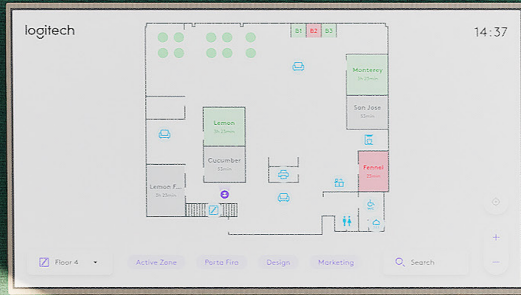 logitech
14:37
B1 B2 B3
Monterey
San Jose
Lemon
Cucumber
Fennel
Lemon F...
Floor 4
Active Zone
Porta Fira
Design
Marketing
Search